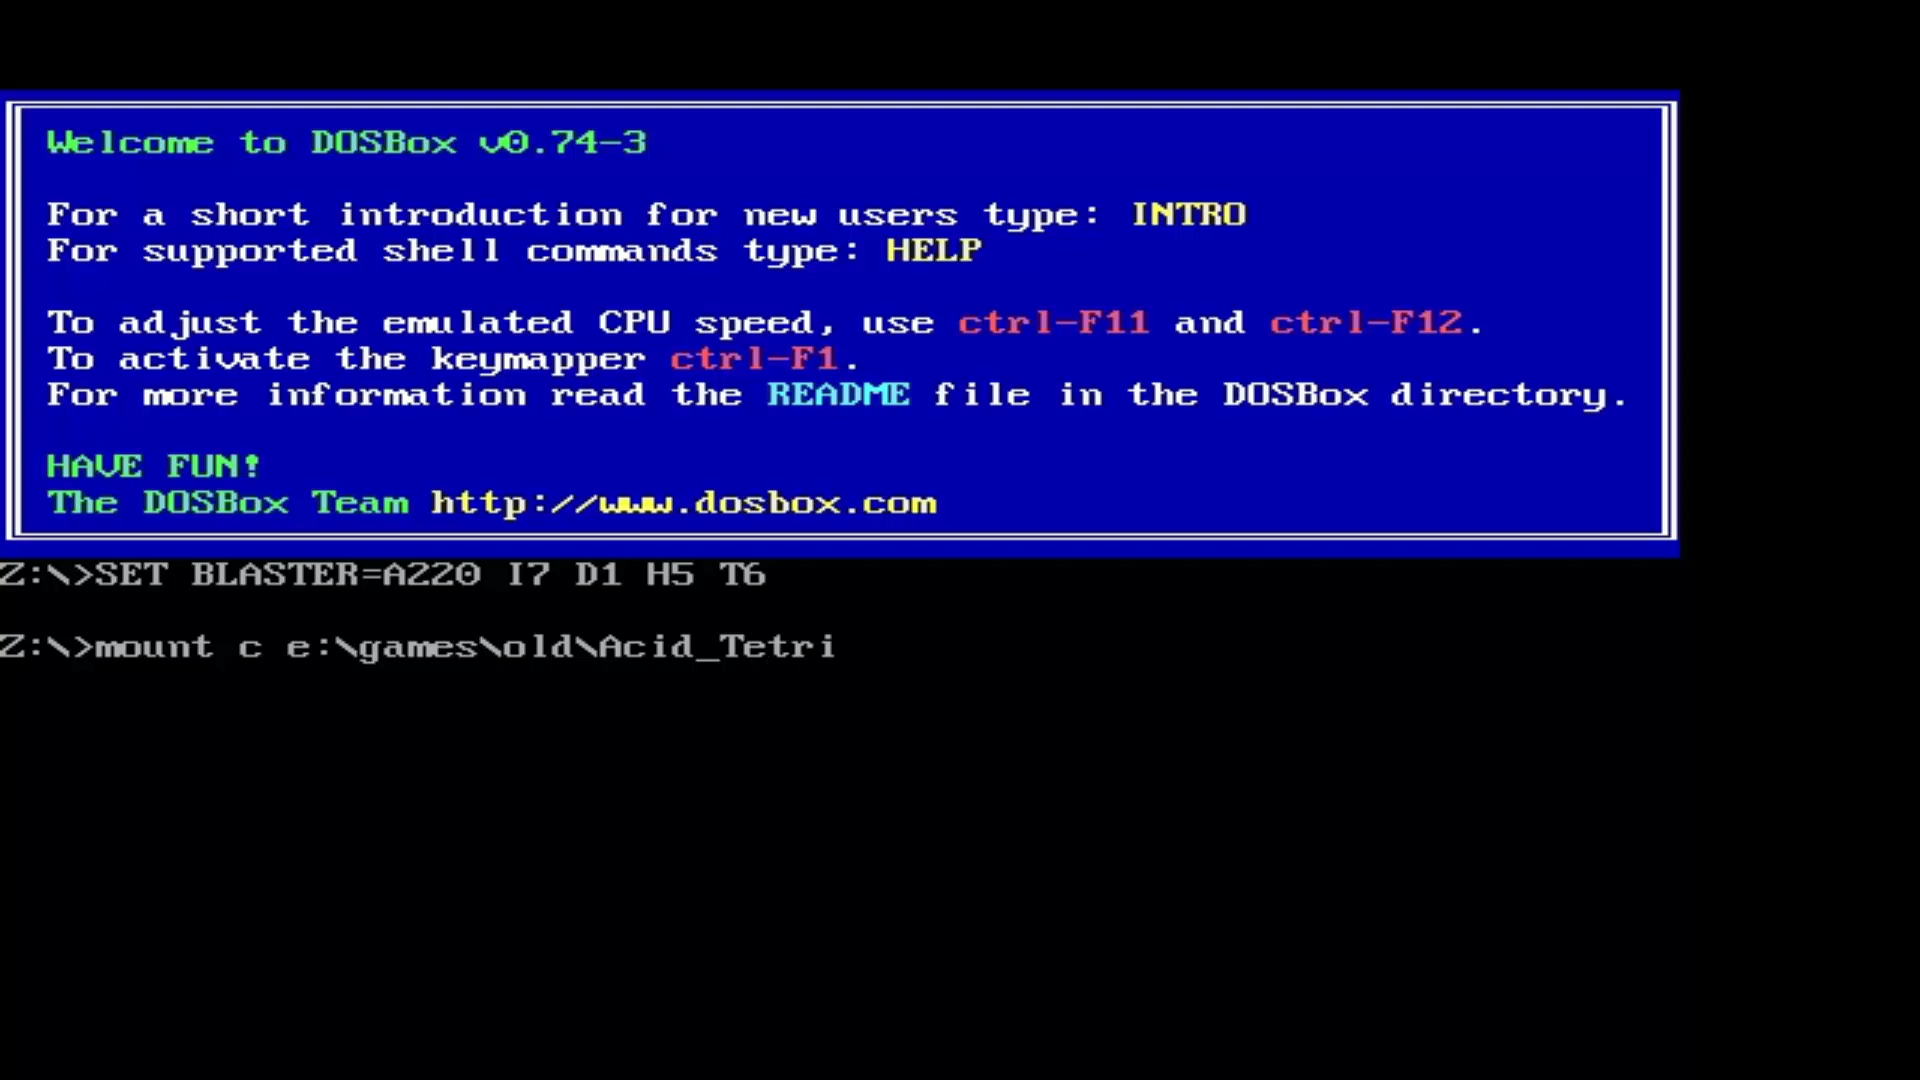 Welcome to DOSBox v0.74-3
For a short introduction for new users type: INTRO
For supported shell commands type: HELP
To adjust the emulated CPU speed, use ctrl-F11 and ctrl-F12.
To activate the keymapper ctrl-F1.
For more information read the README file in the DOSBox directory.
HAVE FUN!
The DOSBox Team http://www.dosbox.com
Z:\>SET BLASTER=A220 I7 D1 H5 T6
Z:\>mount c e:\games\old\Acid_Tetri